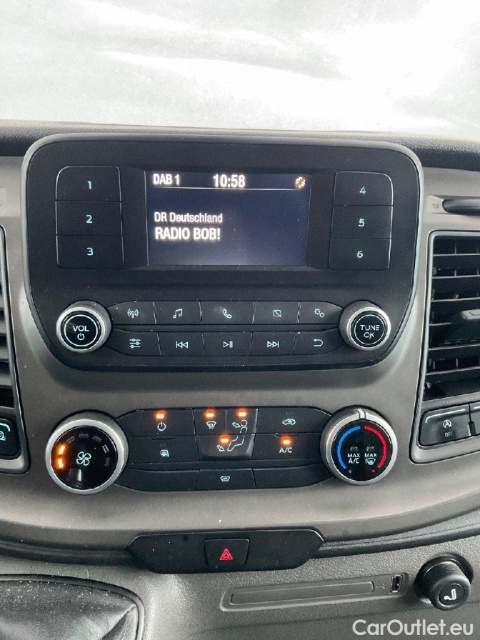 DAB 1 10:58
1
2
3
DR Deutschland
RADIO BOB!
4
5
6
VOL
TUNE
OK
A/C
MAX A/C
MAX
CarOutlet.eu